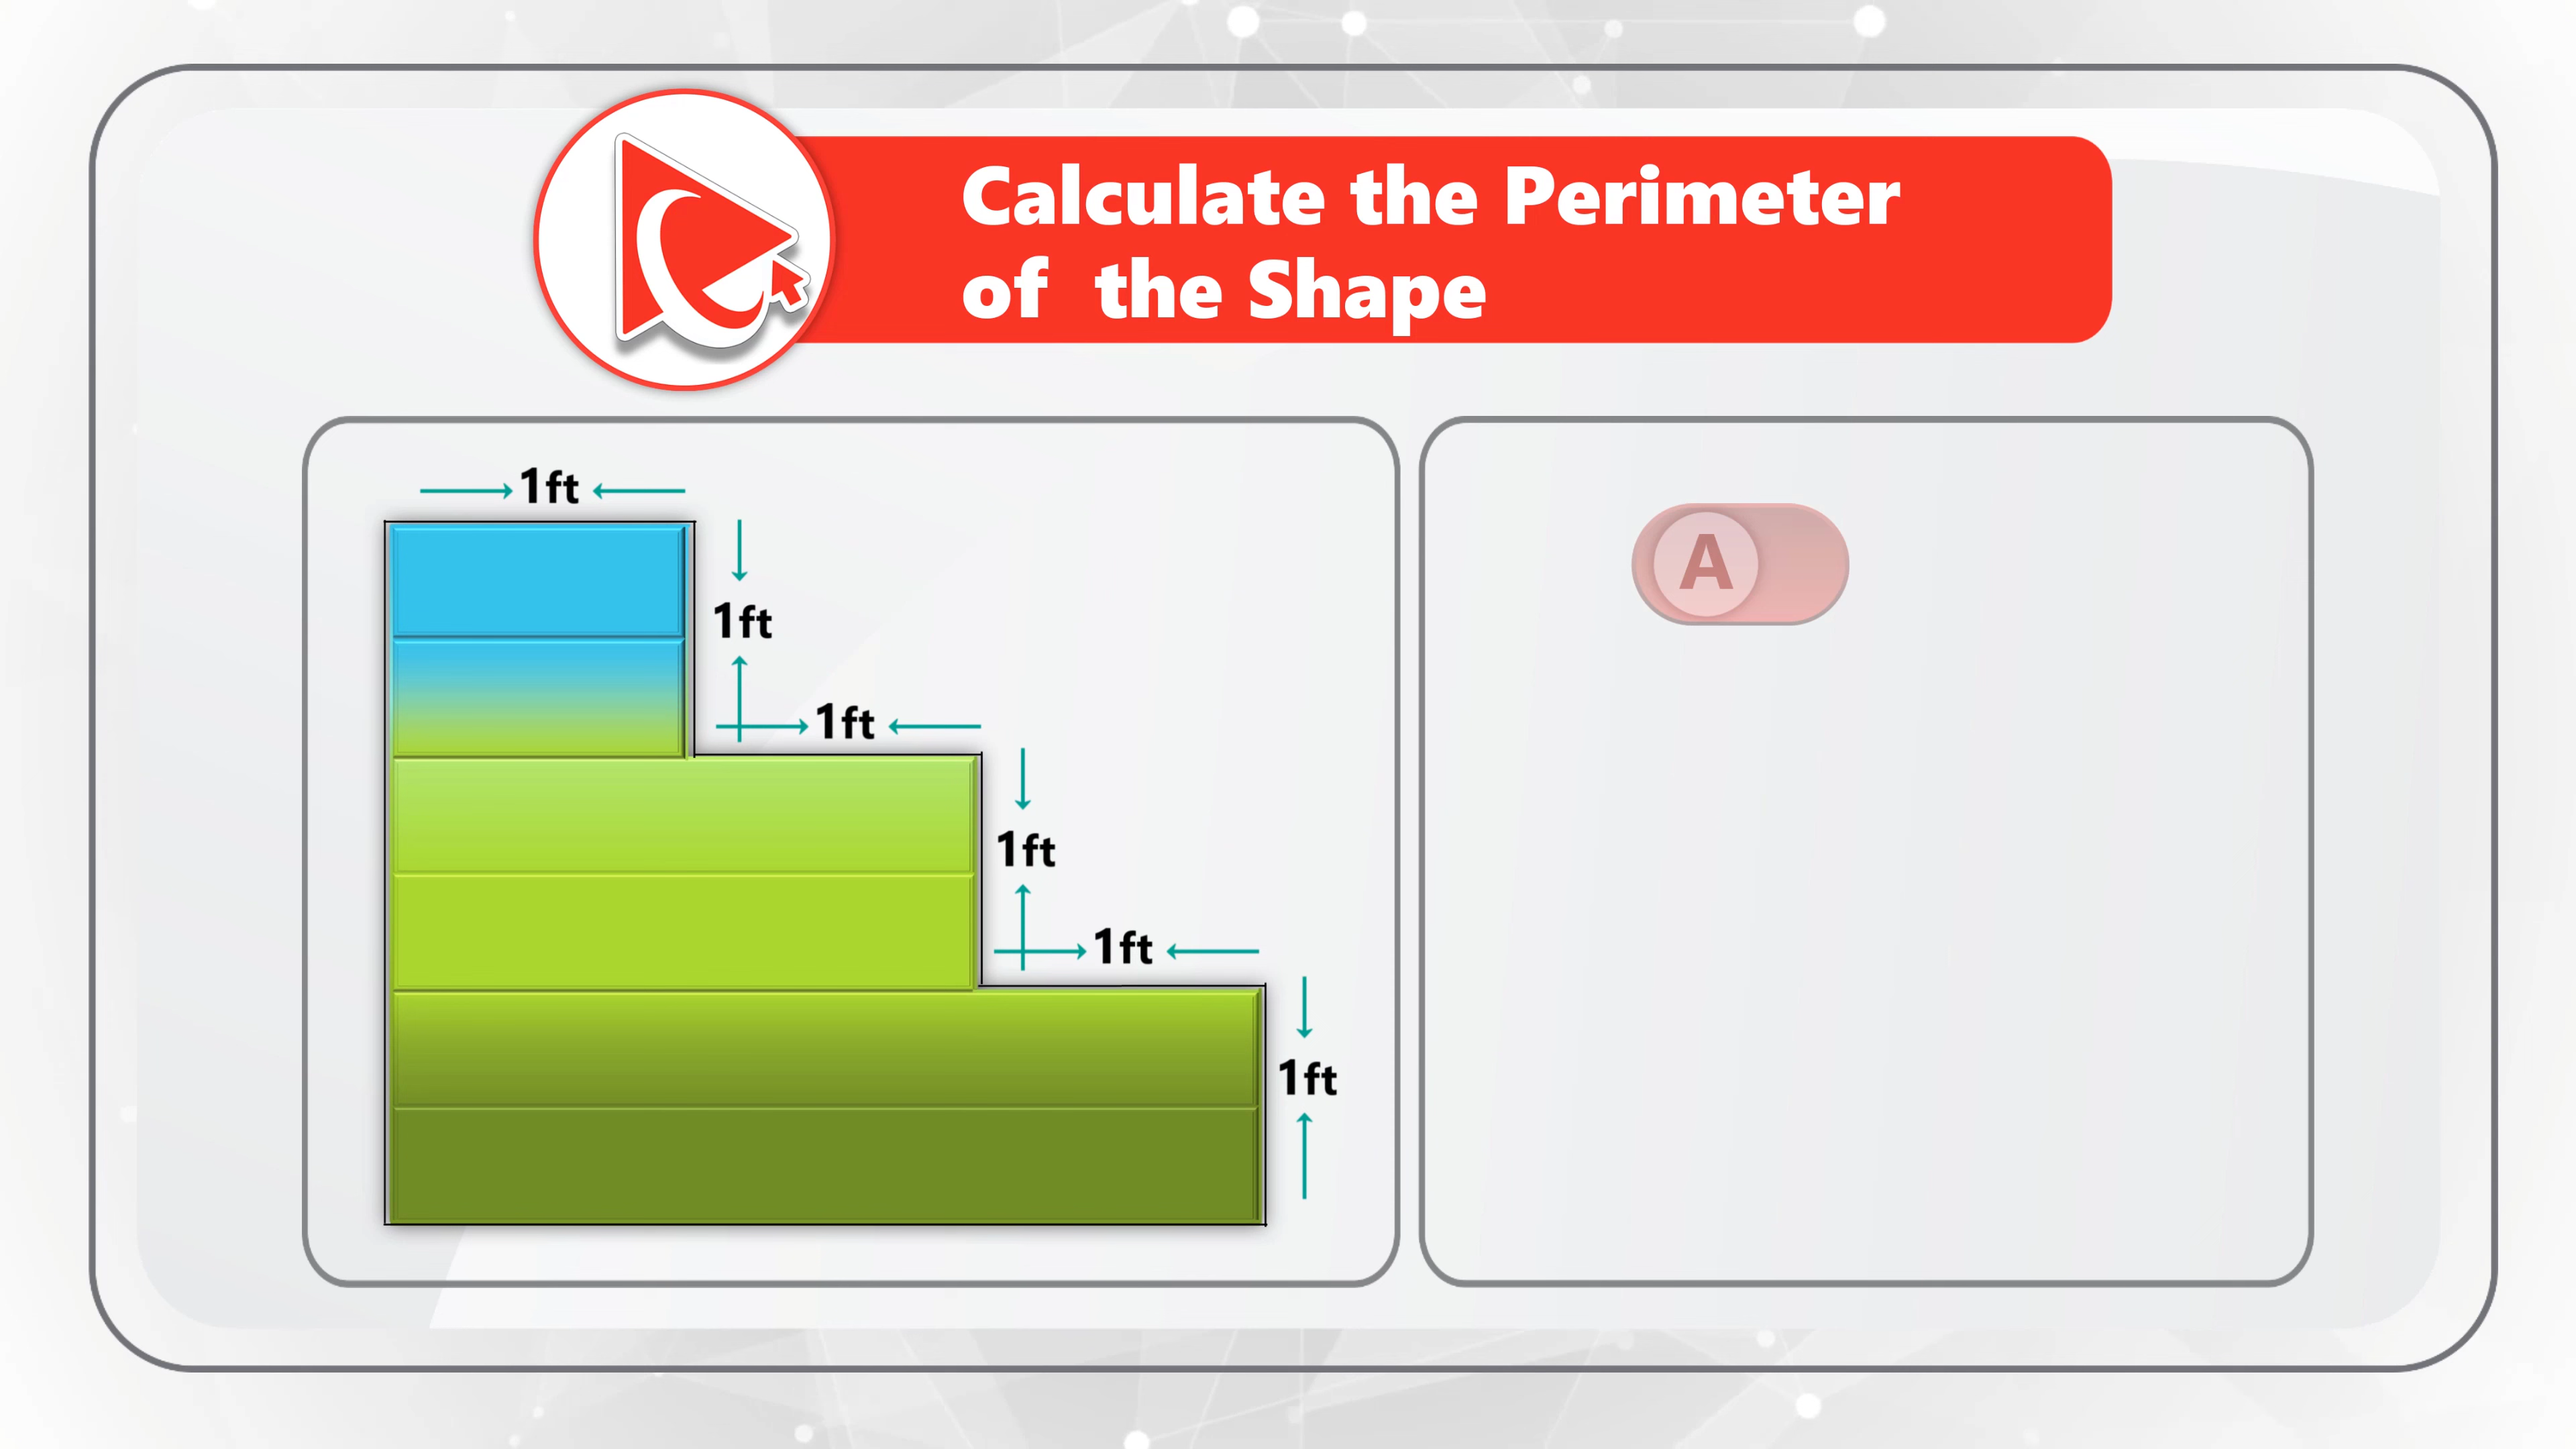 Calculate the Perimeter
of the Shape
1ft
A
1ft
1ft
1ft
1ft
1ft